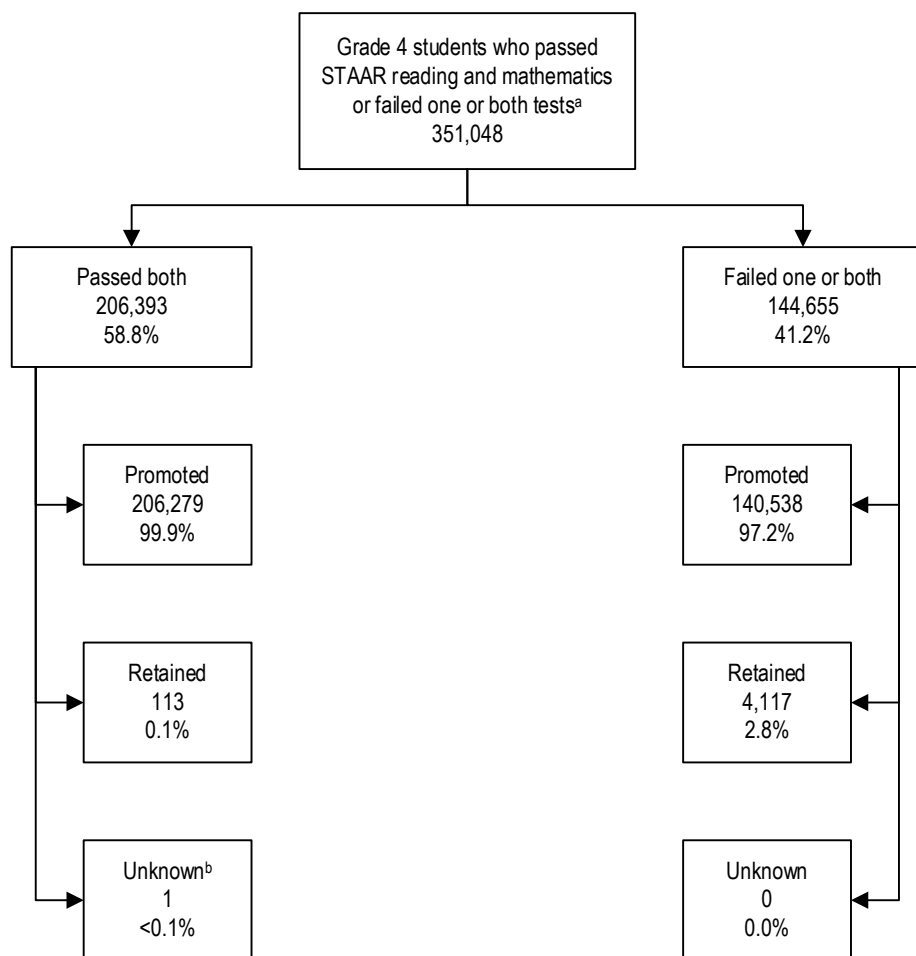 Grade 4 students who passed
STAAR reading and mathematics
or failed one or both testsᵃ
351,048
Passed both
206,393
58.8%
Failed one or both
144,655
41.2%
Promoted
206,279
99.9%
Promoted
140,538
97.2%
Retained
113
0.1%
Retained
4,117
2.8%
Unknownᵇ
1
<0.1%
Unknown
0
0.0%